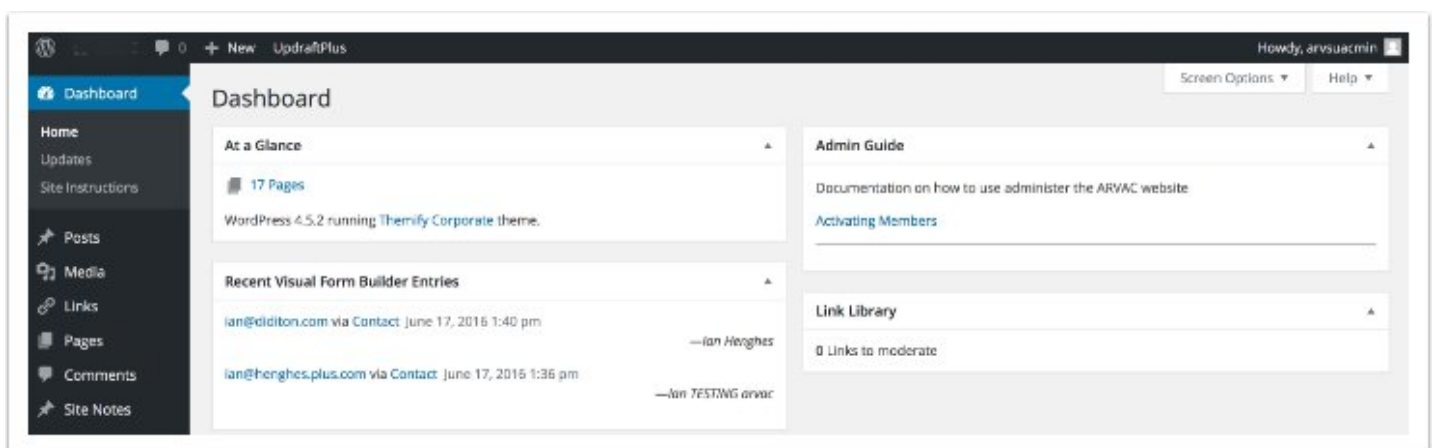 0 + New UpdraftPlus Howdy, arvsuacmin
Screen Options ▼ Help ▼
Dashboard
Home
Updates
Site Instructions
Posts
Media
Links
Pages
Comments
Site Notes
Dashboard
At a Glance
17 Pages
WordPress 4.5.2 running Themify Corporate theme.
Recent Visual Form Builder Entries
ian@diditon.com via Contact June 17, 2016 1:40 pm
—Ian Henghes
ian@henghes.plus.com via Contact June 17, 2016 1:36 pm
—Ian TESTING arvac
Admin Guide
Documentation on how to use administer the ARVAC website
Activating Members
Link Library
0 Links to moderate